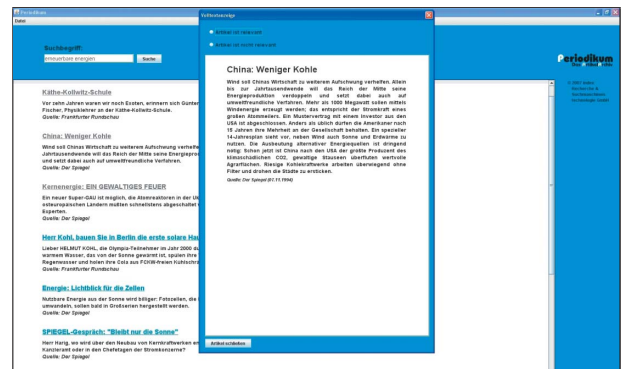 Periodikum
Datei
Suchbegriff:
erneuerbare energien
Suche
Periodikum
Käthe-Kollwitz-Schule
Vor zehn Jahren waren wir noch Exoten, erinnern sich Günter
Fischer, Physiklehrer an der Käthe-Kollwitz-Schule.
Quelle: Frankfurter Rundschau
China: Weniger Kohle
Wind soll Chinas Wirtschaft zu weiterem Aufschwung verhelfen.
Jahrtausendwende will das Reich der Mitte seine Energiepro
und setzt dabei auch auf umweltfreundliche Verfahren.
Quelle: Der Spiegel
Kernenergie: EIN GEWALTIGES FEUER
Ein neuer Super-GAU ist möglich, die Atomreaktoren in der Uk
osteuropäischen Ländern müßten schnellstens abgeschaltet
Experten.
Quelle: Der Spiegel
Herr Kohl, bauen Sie in Berlin die erste solare Hau
Lieber HELMUT KOHL, die Olympia-Teilnehmer im Jahr 2000 du
warmem Wasser, das von der Sonne gewärmt ist, spülen ihre
Regenwasser und holen ihre Cola aus FCKW-freien Kühlschrä
Quelle: Frankfurter Rundschau
Energie: Lichtblick für die Zellen
Nutzbare Energie aus der Sonne wird billiger: Fotozellen, die
umwandeln, sollen bald in Großserien hergestellt werden.
Quelle: Der Spiegel
SPIEGEL-Gespräch: "Bleibt nur die Sonne"
Herr Harig, wo wird über den Neubau von Kernkraftwerken en
Kanzleramt oder in den Chefetagen der Stromkonzerne?
Quelle: Der Spiegel
Volltextanzeige
Artikel ist relevant
Artikel ist nicht relevant
China: Weniger Kohle
Wind soll Chinas Wirtschaft zu weiterem Aufschwung verhelfen. Allein
bis zur Jahrtausendwende will das Reich der Mitte seine
Energieproduktion verdoppeln und setzt dabei auch auf
umweltfreundliche Verfahren. Mehr als 1000 Megawatt sollen mittels
Windenergie erzeugt werden; das entspricht der Stromkraft eines
großen Atommeilers. Ein Mustervertrag mit einem Investor aus den
USA ist abgeschlossen. Anders als üblich dürfen die Amerikaner nach
15 Jahren ihre Mehrheit an der Gesellschaft behalten. Ein spezieller
14-Jahresplan sieht vor, neben Wind auch Sonne und Erdwärme zu
nutzen. Die Ausbeutung alternativer Energiequellen ist dringend
nötig: Schon jetzt ist China nach den USA der größte Produzent des
klimaschädlichen CO2, gewaltige Stauseen überfluten wertvolle
Agrarflächen. Riesige Kohlekraftwerke arbeiten überwiegend ohne
Filter und drohen die Städte zu ersticken.
Quelle: Der Spiegel (07.11.1994)
Artikel schließen